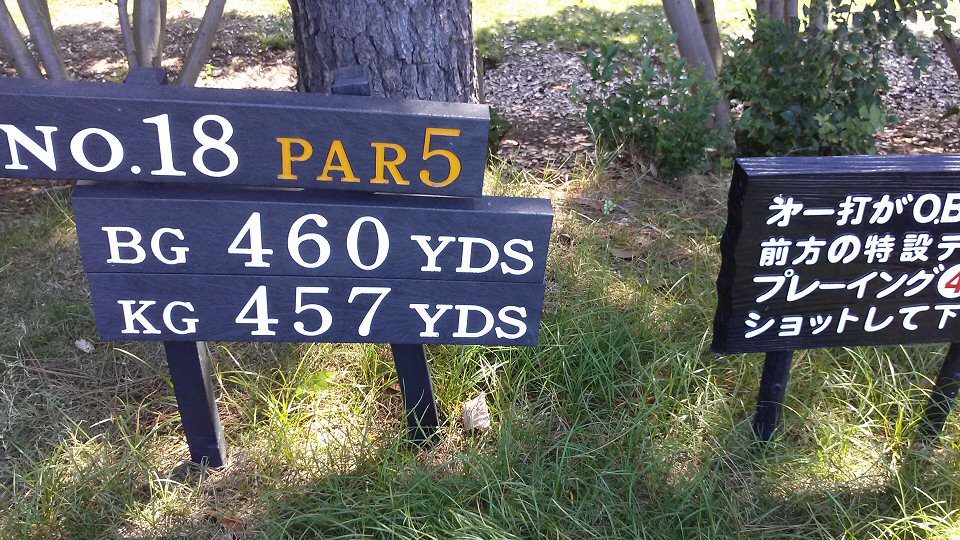 No.18 PAR5
BG 460 YDS
KG 457 YDS
第一打がO.B
前方の特設テ
プレーイング4
ショットして下